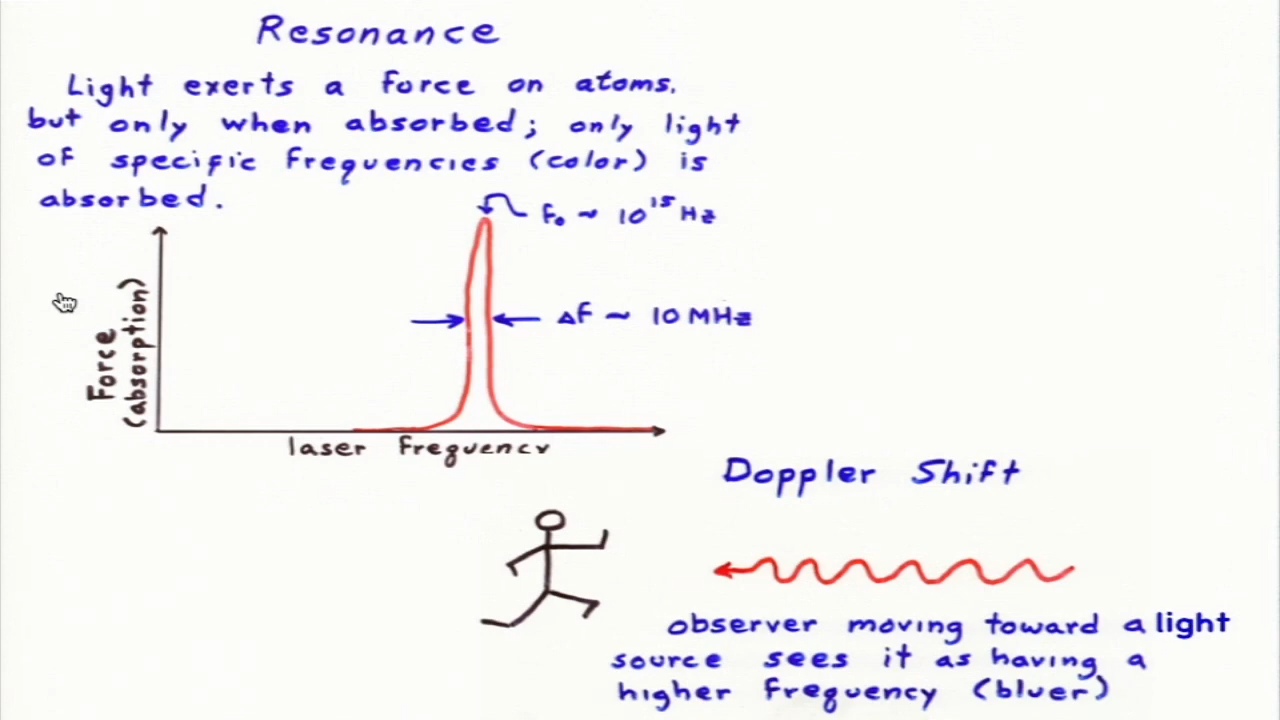 Resonance
Light exerts a force on atoms.
but only when absorbed; only light
of specific frequencies (color) is
absorbed.
f₀ ~ 10¹⁵ Hz
Δf ~ 10 MHz
Force
(absorption)
laser frequency
Doppler Shift
observer moving toward a light
source sees it as having a
higher frequency (bluer)